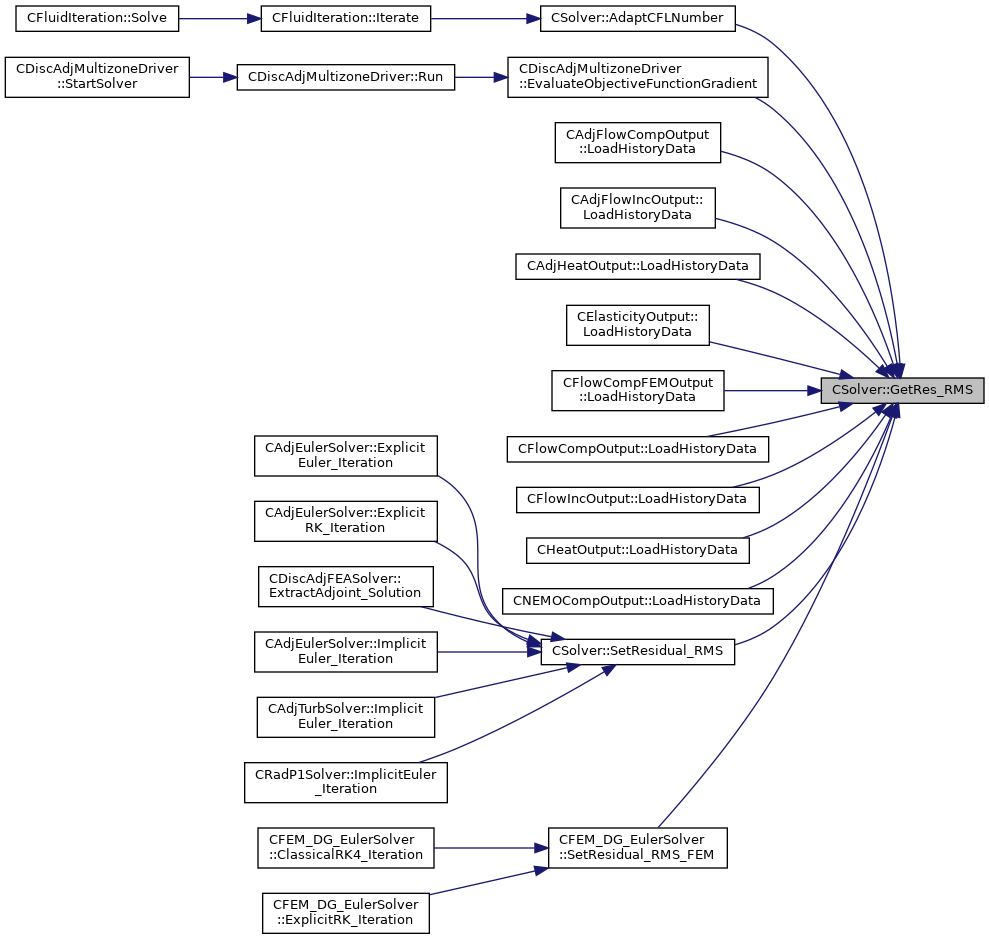 CFluidIteration::Solve
CFluidIteration::Iterate
CSolver::AdaptCFLNumber
CDiscAdjMultizoneDriver
::StartSolver
CDiscAdjMultizoneDriver::Run
CDiscAdjMultizoneDriver
::EvaluateObjectiveFunctionGradient
CAdjFlowCompOutput
::LoadHistoryData
CAdjFlowIncOutput::
LoadHistoryData
CAdjHeatOutput::LoadHistoryData
CElasticityOutput::
LoadHistoryData
CFlowCompFEMOutput
::LoadHistoryData
CSolver::GetRes_RMS
CFlowCompOutput::LoadHistoryData
CFlowIncOutput::LoadHistoryData
CHeatOutput::LoadHistoryData
CNEMOCompOutput::LoadHistoryData
CAdjEulerSolver::Explicit
Euler_Iteration
CAdjEulerSolver::Explicit
RK_Iteration
CDiscAdjFEASolver::
ExtractAdjoint_Solution
CAdjEulerSolver::Implicit
Euler_Iteration
CSolver::SetResidual_RMS
CAdjTurbSolver::Implicit
Euler_Iteration
CRadP1Solver::ImplicitEuler
_Iteration
CFEM_DG_EulerSolver
::ClassicalRK4_Iteration
CFEM_DG_EulerSolver
::SetResidual_RMS_FEM
CFEM_DG_EulerSolver
::ExplicitRK_Iteration